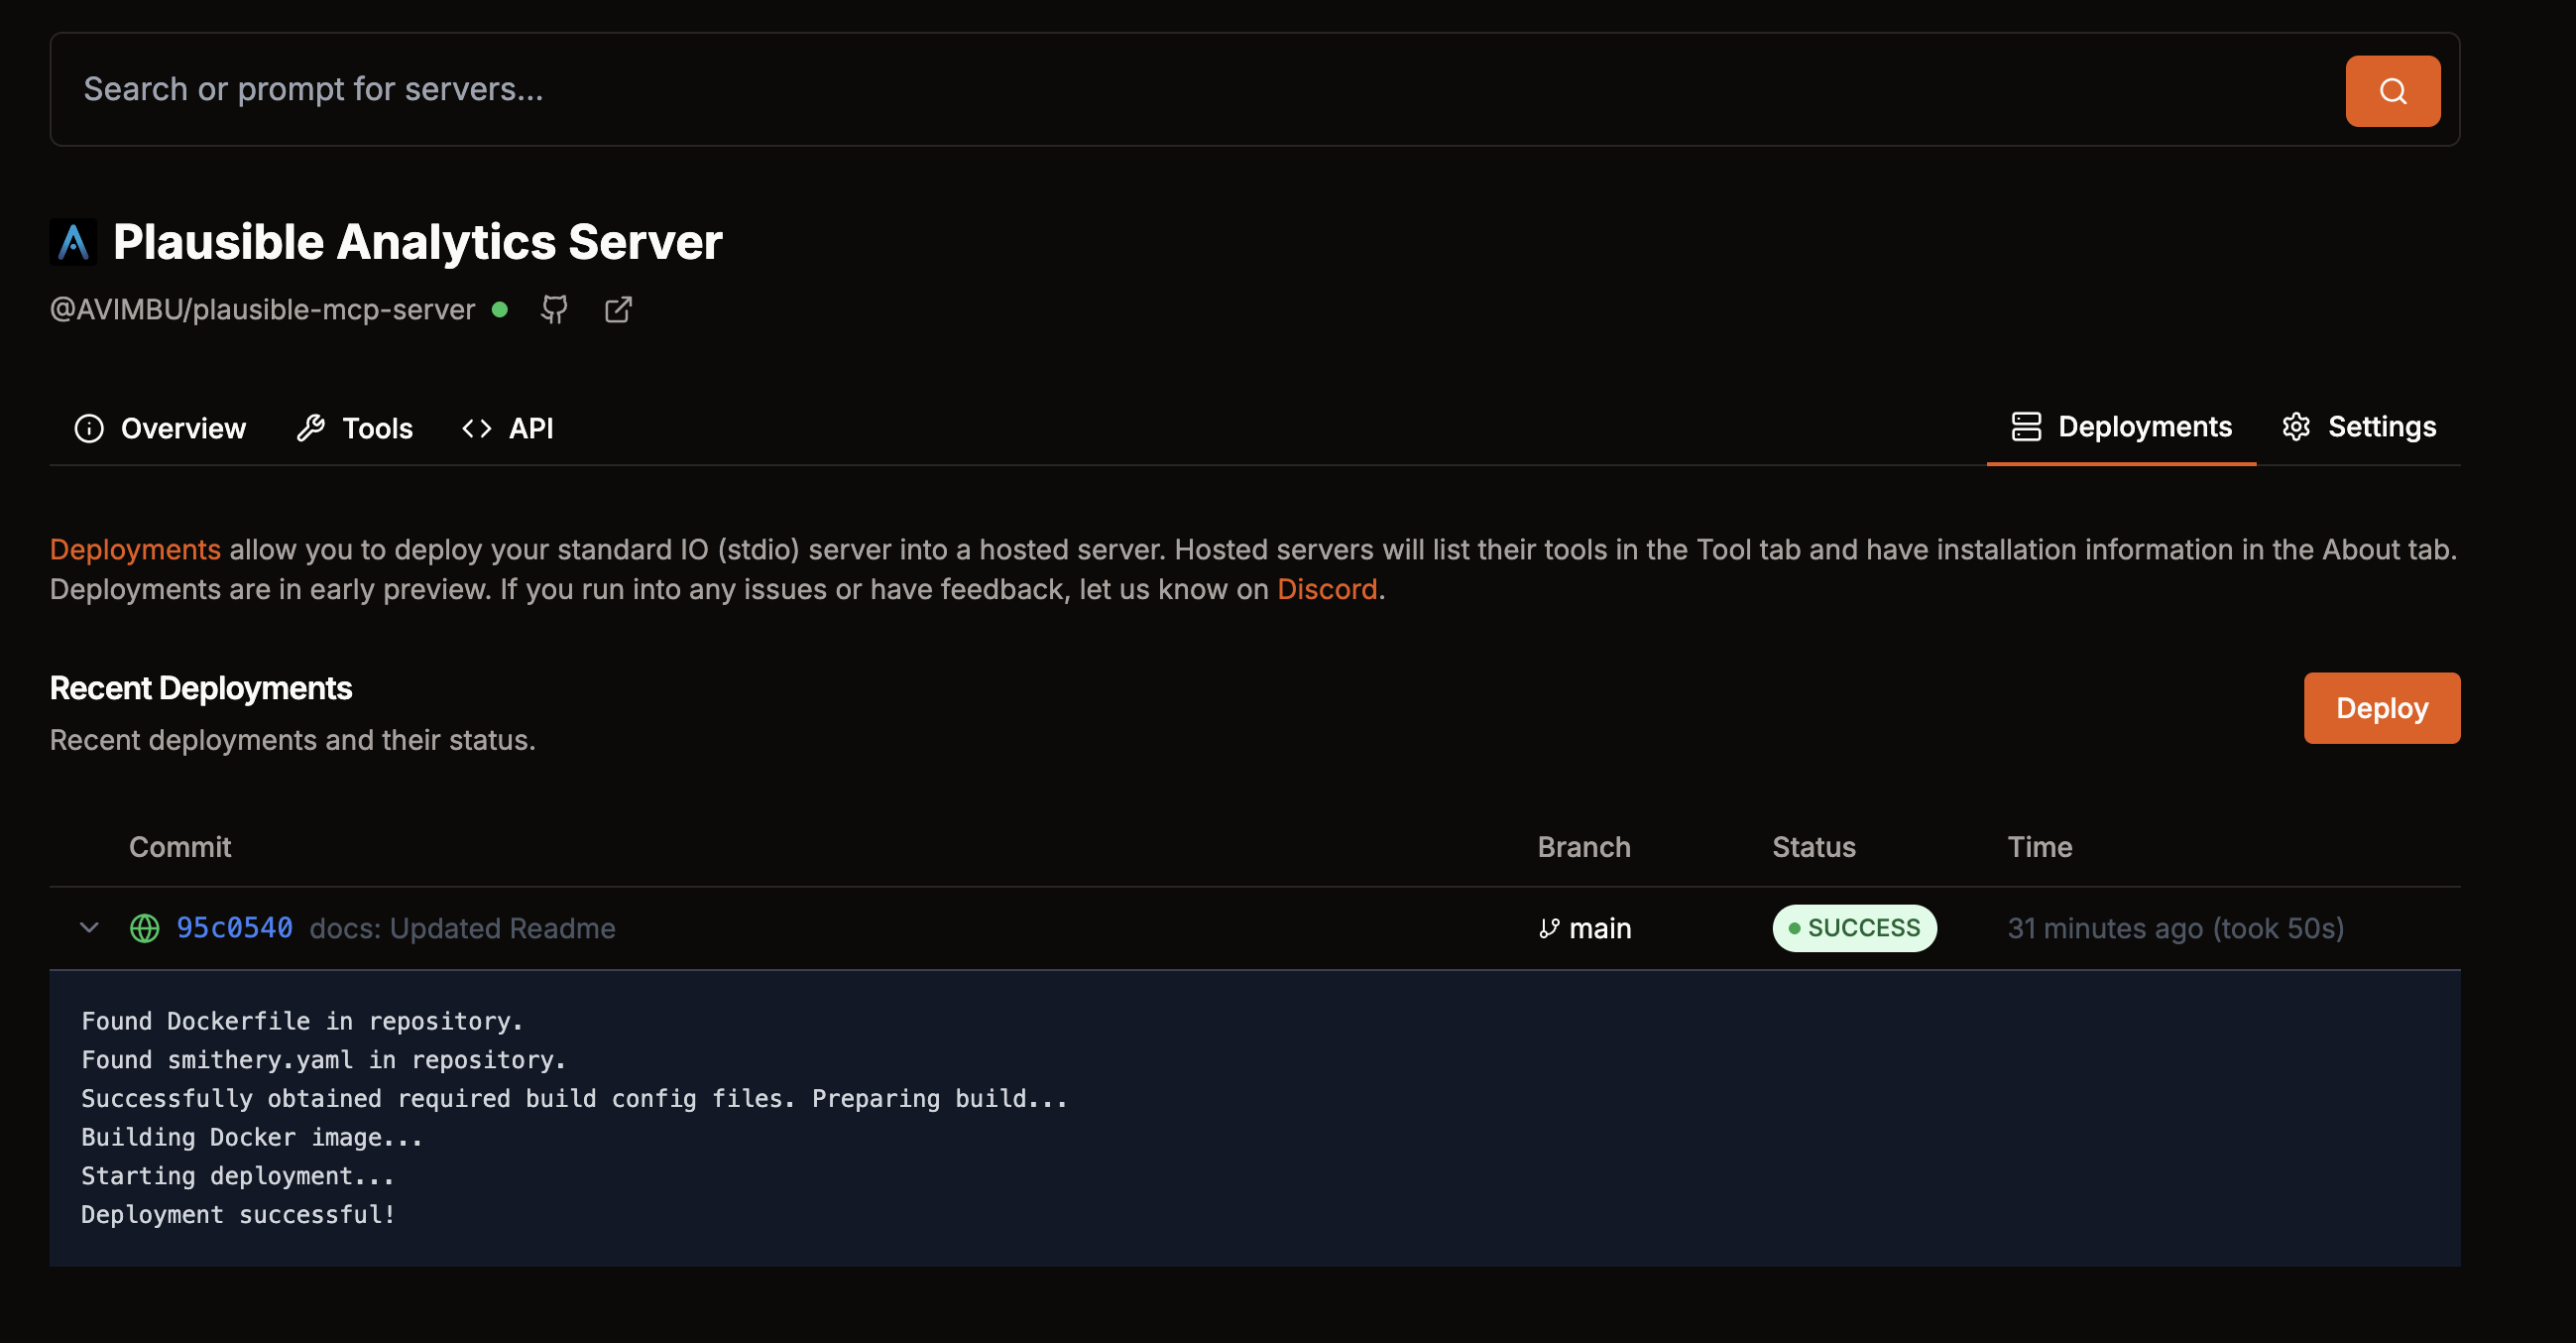 Search or prompt for servers...
Plausible Analytics Server
@AVIMBU/plausible-mcp-server
Overview Tools API Deployments Settings
Deployments allow you to deploy your standard IO (stdio) server into a hosted server. Hosted servers will list their tools in the Tool tab and have installation information in the About tab.
Deployments are in early preview. If you run into any issues or have feedback, let us know on Discord.
Recent Deployments
Deploy
Recent deployments and their status.
Commit Branch Status Time
95c0540 docs: Updated Readme main SUCCESS 31 minutes ago (took 50s)
Found Dockerfile in repository.
Found smithery.yaml in repository.
Successfully obtained required build config files. Preparing build...
Building Docker image...
Starting deployment...
Deployment successful!